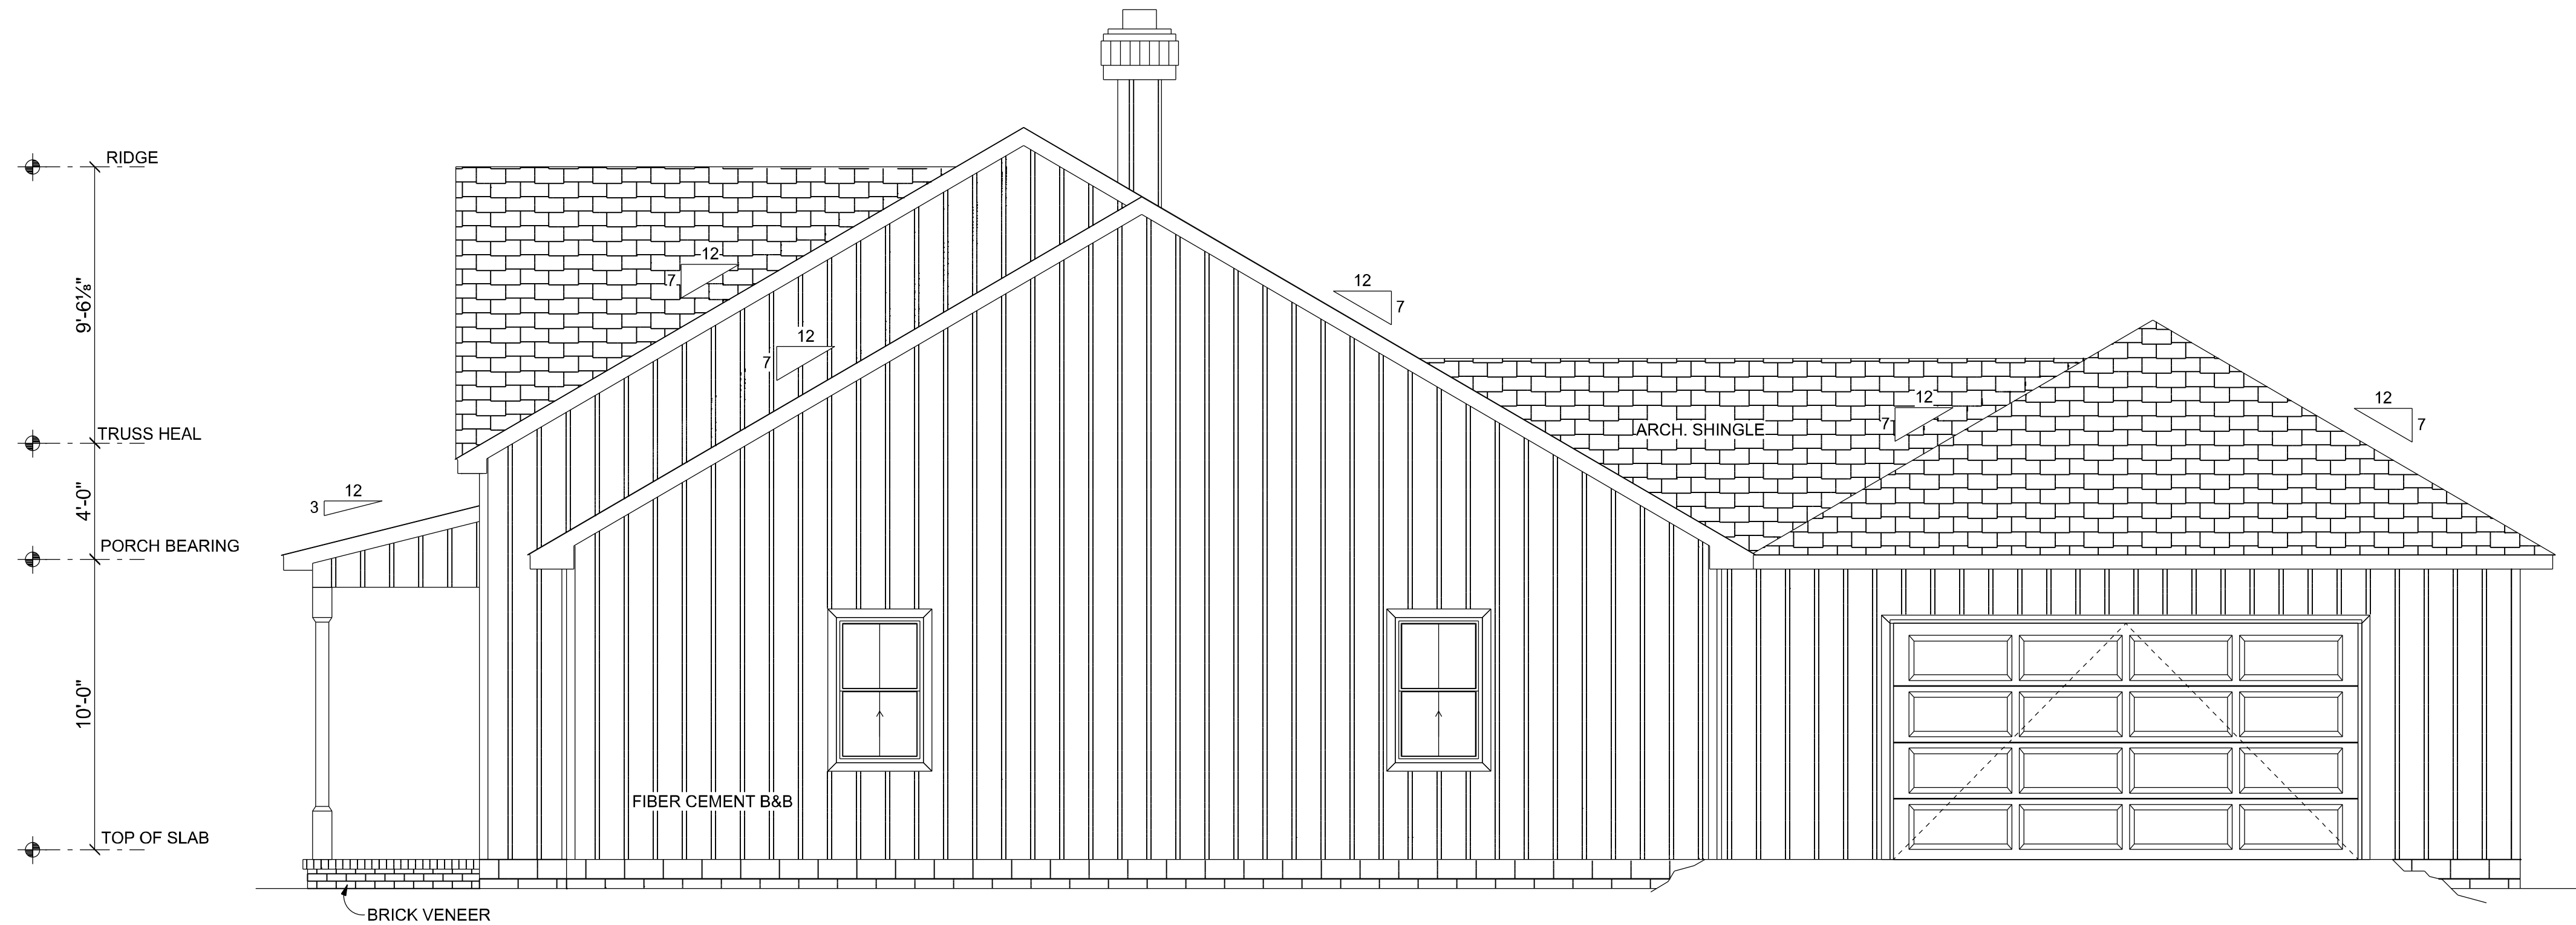 RIDGE
9'-6⅛"
TRUSS HEAL
4'-0"
PORCH BEARING
10'-0"
TOP OF SLAB
12
3
12
7
12
7
12
7
ARCH. SHINGLE
12
7
12
7
FIBER CEMENT B&B
BRICK VENEER